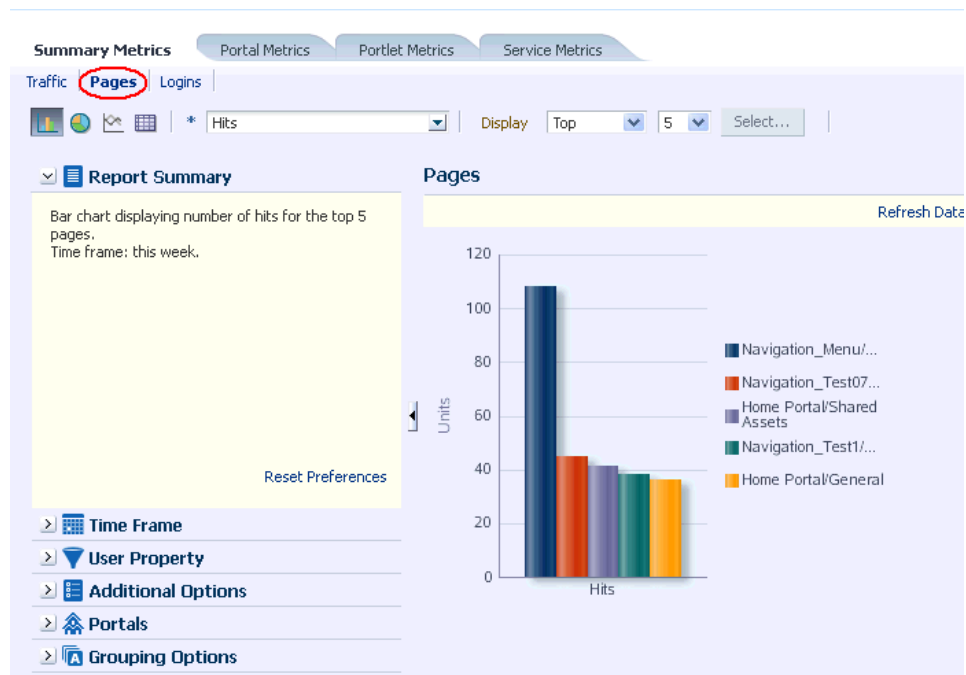 Summary Metrics Portal Metrics Portlet Metrics Service Metrics
Traffic Pages Logins
* Hits Display Top 5 Select...
Report Summary
Bar chart displaying number of hits for the top 5
pages.
Time frame: this week.
Reset Preferences
Time Frame
User Property
Additional Options
Portals
Grouping Options
Pages
Refresh Data
120
100
80
60
40
20
0
Units
Hits
Navigation_Menu/...
Navigation_Test07...
Home Portal/Shared
Assets
Navigation_Test1/...
Home Portal/General